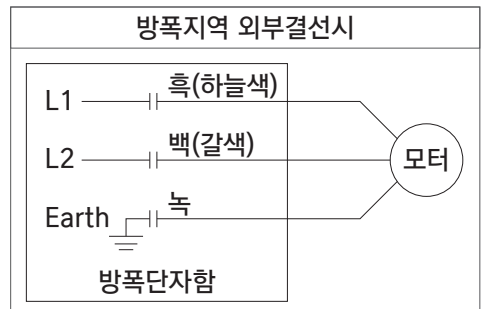 방폭지역 외부결선시
L1 흑(하늘색)
L2 백(갈색)
모터
Earth 녹
방폭단자함